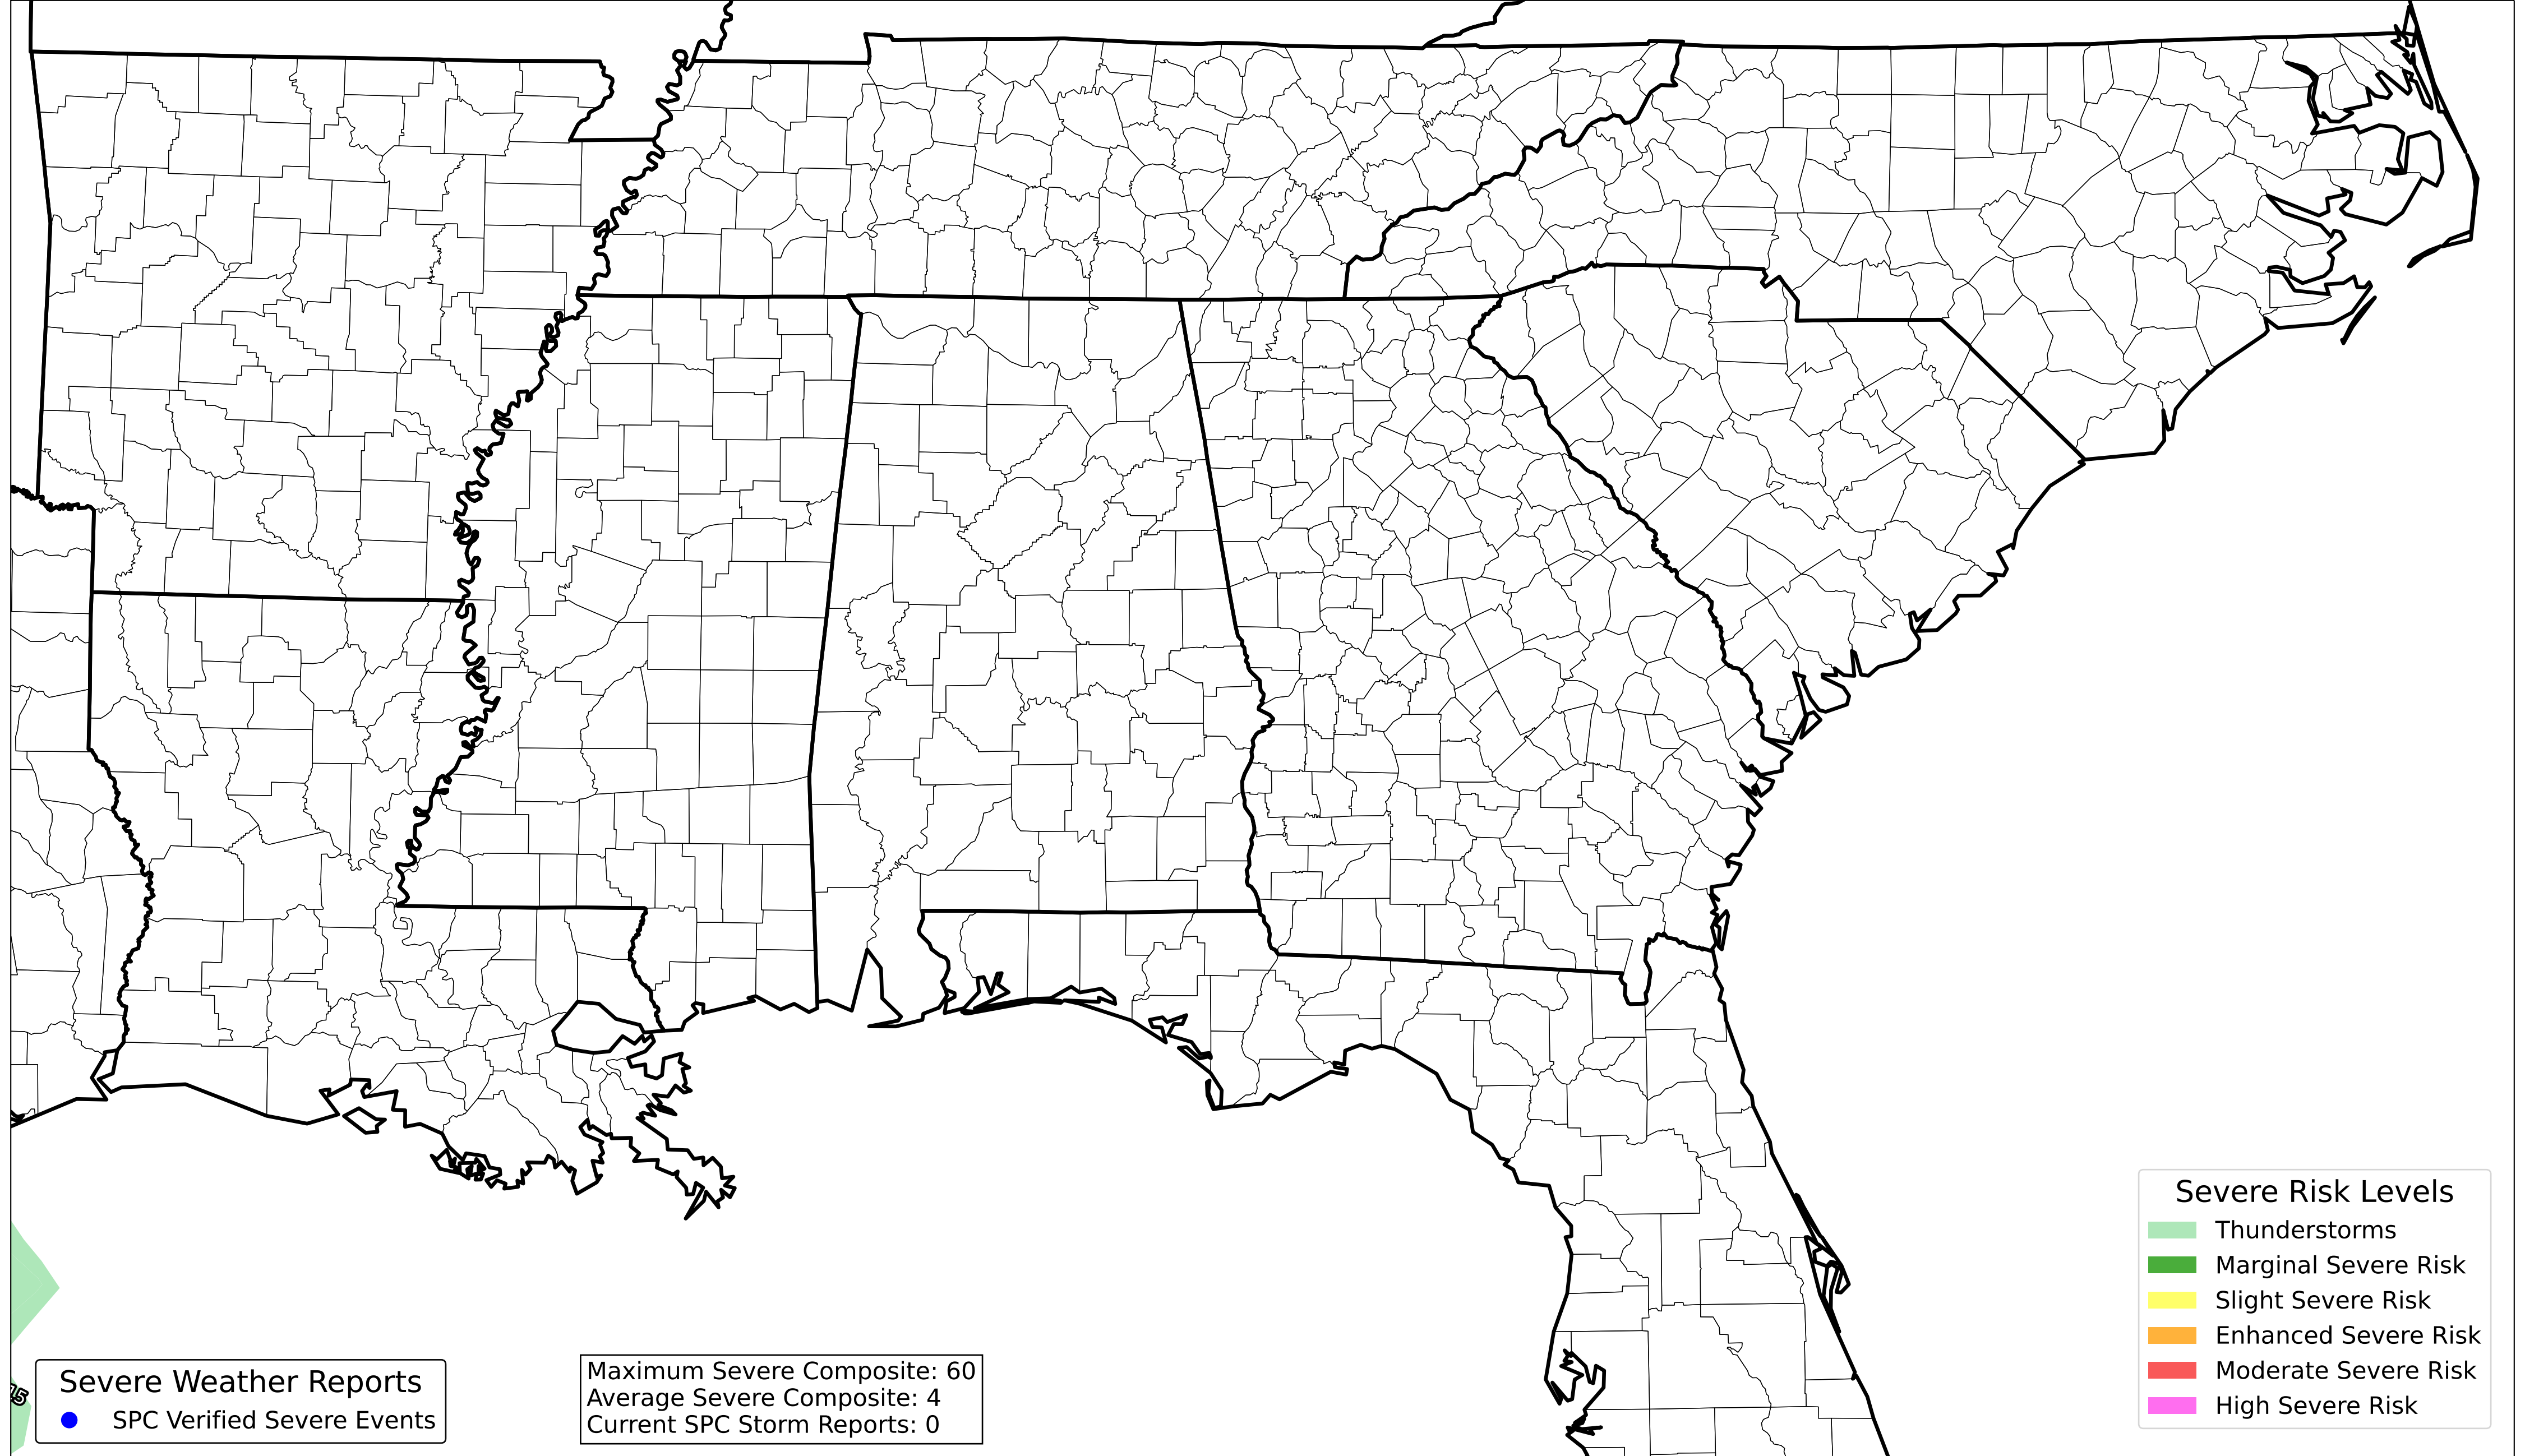 Severe Weather Reports
SPC Verified Severe Events
Maximum Severe Composite: 60
Average Severe Composite: 4
Current SPC Storm Reports: 0
Severe Risk Levels
Thunderstorms
Marginal Severe Risk
Slight Severe Risk
Enhanced Severe Risk
Moderate Severe Risk
High Severe Risk